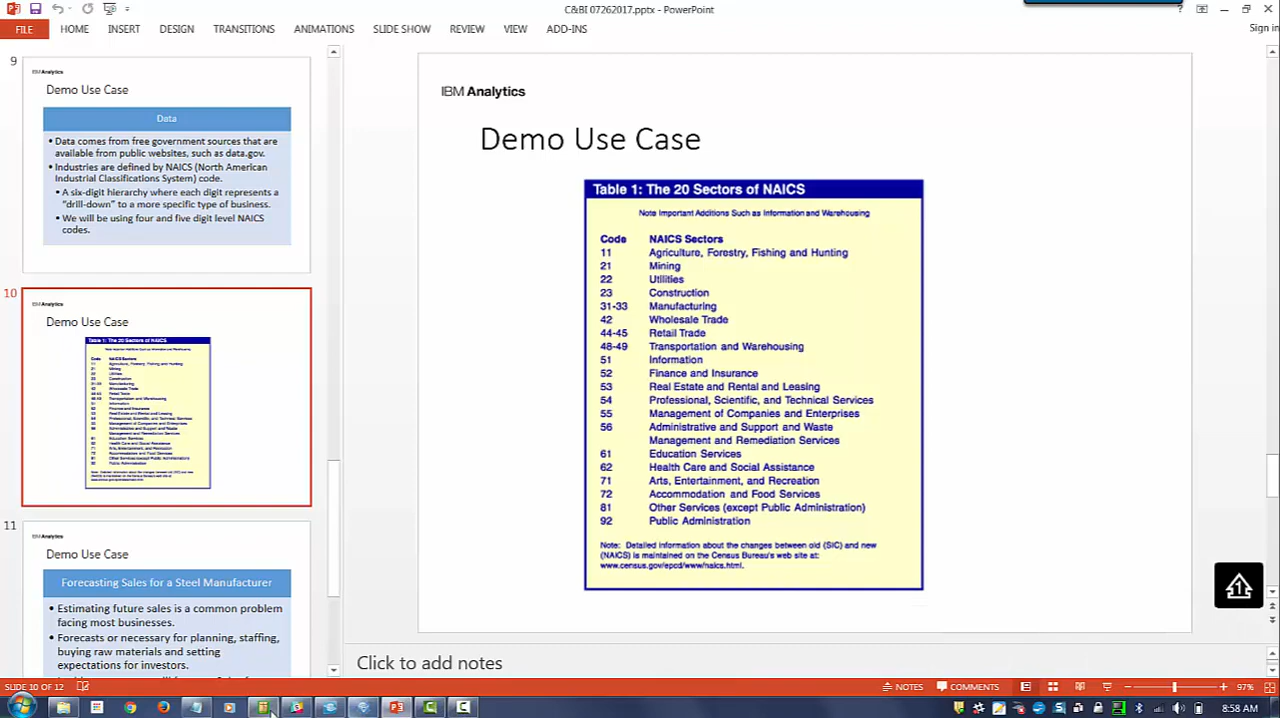 C&BI 07262017.pptx - PowerPoint
FILE HOME INSERT DESIGN TRANSITIONS ANIMATIONS SLIDE SHOW REVIEW VIEW ADD-INS
Sign in
9
IBM Analytics
Demo Use Case
Data
• Data comes from free government sources that are
available from public websites, such as data.gov.
• Industries are defined by NAICS (North American
Industrial Classifications System) code.
• A six-digit hierarchy where each digit represents a
"drill-down" to a more specific type of business.
• We will be using four and five digit level NAICS
codes.
10
IBM Analytics
Demo Use Case
Table 1: The 20 Sectors of NAICS
11
IBM Analytics
Demo Use Case
Forecasting Sales for a Steel Manufacturer
• Estimating future sales is a common problem
facing most businesses.
• Forecasts or necessary for planning, staffing,
buying raw materials and setting
expectations for investors.
IBM Analytics
Demo Use Case
Table 1: The 20 Sectors of NAICS
Note Important Additions Such as Information and Warehousing
Code NAICS Sectors
11 Agriculture, Forestry, Fishing and Hunting
21 Mining
22 Utilities
23 Construction
31-33 Manufacturing
42 Wholesale Trade
44-45 Retail Trade
48-49 Transportation and Warehousing
51 Information
52 Finance and Insurance
53 Real Estate and Rental and Leasing
54 Professional, Scientific, and Technical Services
55 Management of Companies and Enterprises
56 Administrative and Support and Waste
Management and Remediation Services
61 Education Services
62 Health Care and Social Assistance
71 Arts, Entertainment, and Recreation
72 Accommodation and Food Services
81 Other Services (except Public Administration)
92 Public Administration
Note: Detailed information about the changes between old (SIC) and new
(NAICS) is maintained on the Census Bureau's web site at:
www.census.gov/epcd/www/naics.html.
1
Click to add notes
SLIDE 10 OF 12 NOTES COMMENTS 97%
8:58 AM